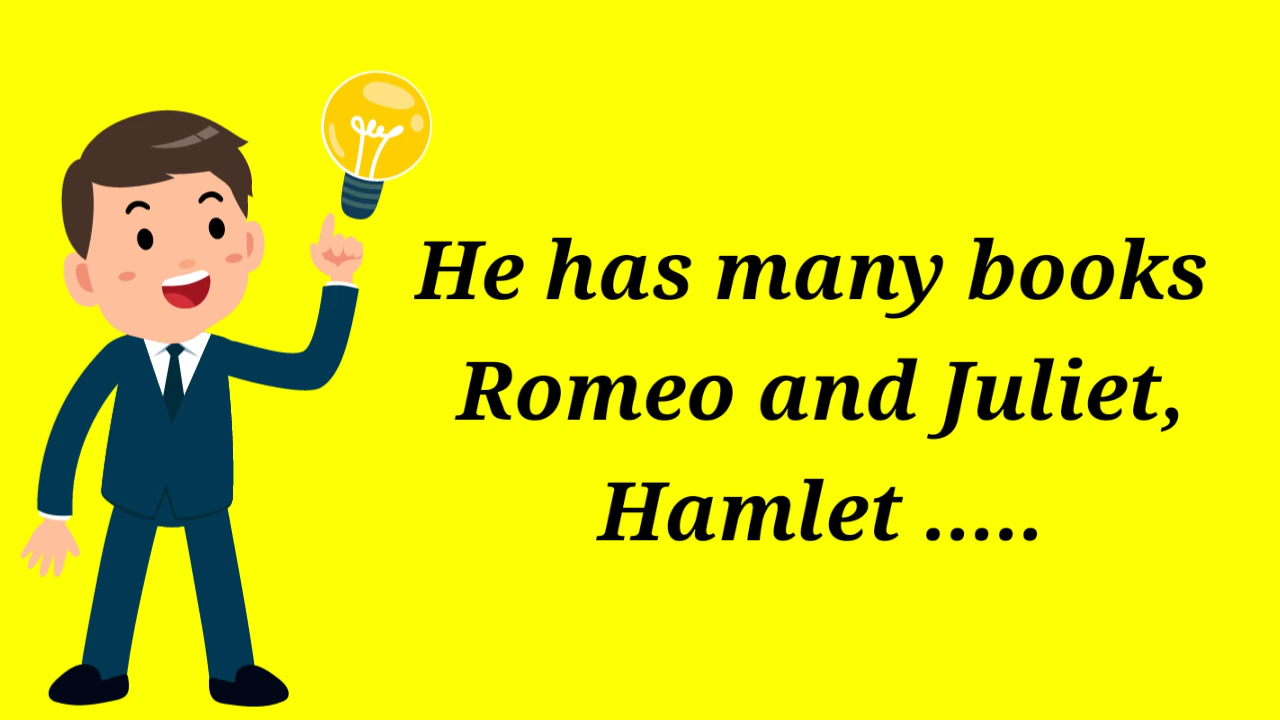 He has many books
Romeo and Juliet,
Hamlet .....